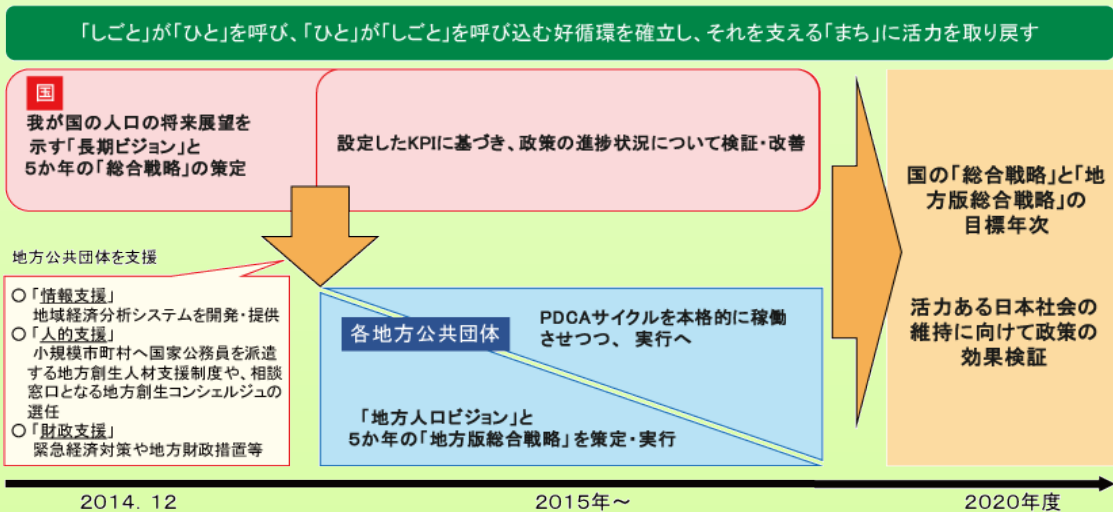 「しごと」が「ひと」を呼び、「ひと」が「しごと」を呼び込む好循環を確立し、それを支える「まち」に活力を取り戻す
国
我が国の人口の将来展望を
示す「長期ビジョン」と
5か年の「総合戦略」の策定
設定したKPIに基づき、政策の進捗状況について検証・改善
国の「総合戦略」と「地
方版総合戦略」の
目標年次
活力ある日本社会の
維持に向けて政策の
効果検証
地方公共団体を支援
○「情報支援」
地域経済分析システムを開発・提供
○「人的支援」
小規模市町村へ国家公務員を派遣
する地方創生人材支援制度や、相談
窓口となる地方創生コンシェルジュの
選任
○「財政支援」
緊急経済対策や地方財政措置等
各地方公共団体
PDCAサイクルを本格的に稼働
させつつ、 実行へ
「地方人口ビジョン」と
5か年の「地方版総合戦略」を策定・実行
2014. 12
2015年～
2020年度